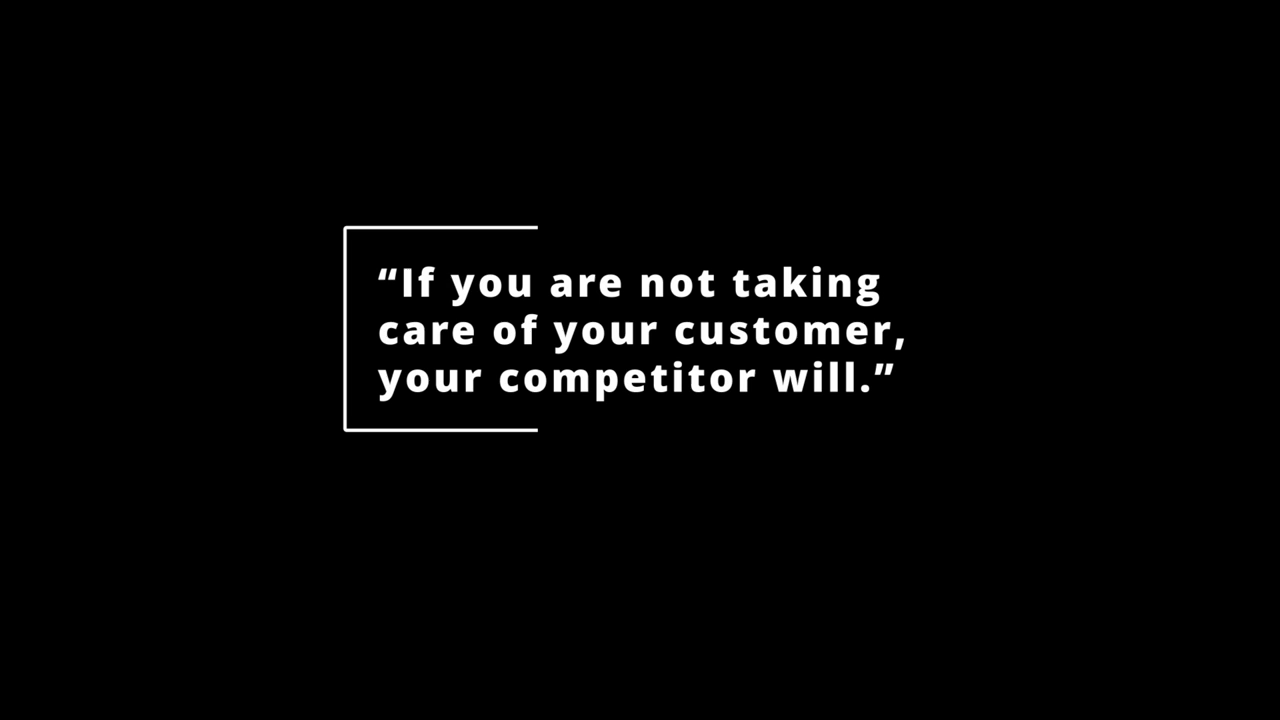 “If you are not taking
care of your customer,
your competitor will.”